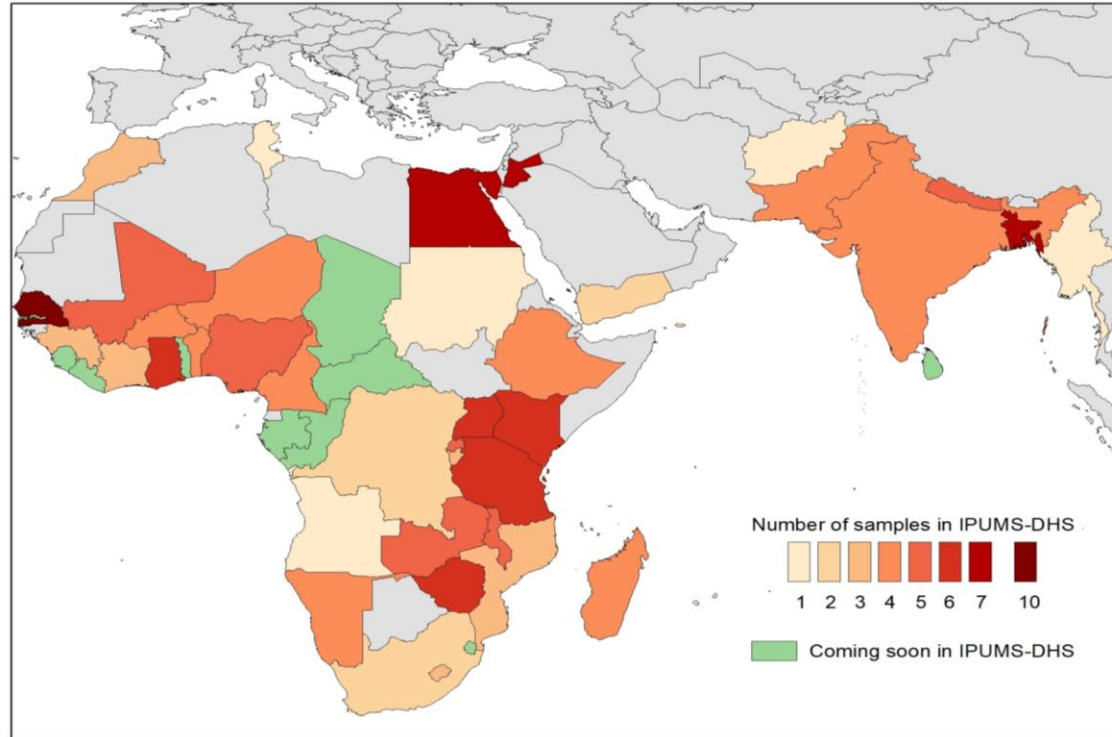 Number of samples in IPUMS-DHS
1 2 3 4 5 6 7 10
Coming soon in IPUMS-DHS